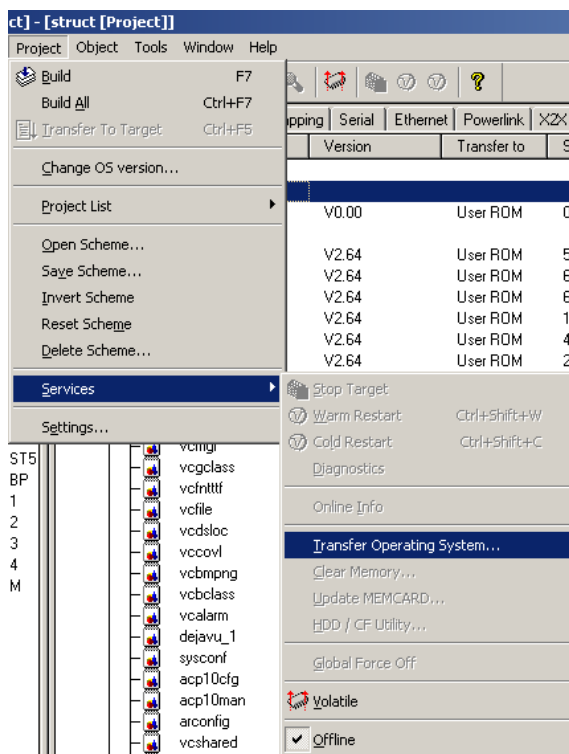 ct] - [struct [Project]]
Project Object Tools Window Help
Build F7
Build All Ctrl+F7
Transfer To Target Ctrl+F5
Change OS version...
Project List
Open Scheme...
Save Scheme...
Invert Scheme
Reset Scheme
Delete Scheme...
Services
Settings...
pping Serial Ethernet Powerlink X2X
Version Transfer to S
V0.00 User ROM
V2.64 User ROM 5
V2.64 User ROM 6
V2.64 User ROM 6
V2.64 User ROM 1
V2.64 User ROM 4
V2.64 User ROM 2
Stop Target
Warm Restart Ctrl+Shift+W
Cold Restart Ctrl+Shift+C
Diagnostics
Online Info
Transfer Operating System...
Clear Memory...
Update MEMCARD...
HDD / CF Utility...
Global Force Off
Volatile
Offline
ST5
BP
1
2
3
4
M
vcgclass
vcfntttf
vcfile
vcdsloc
vccovl
vcbmpng
vcbclass
vcalarm
dejavu_1
sysconf
acp10cfg
acp10man
arconfig
vcshared